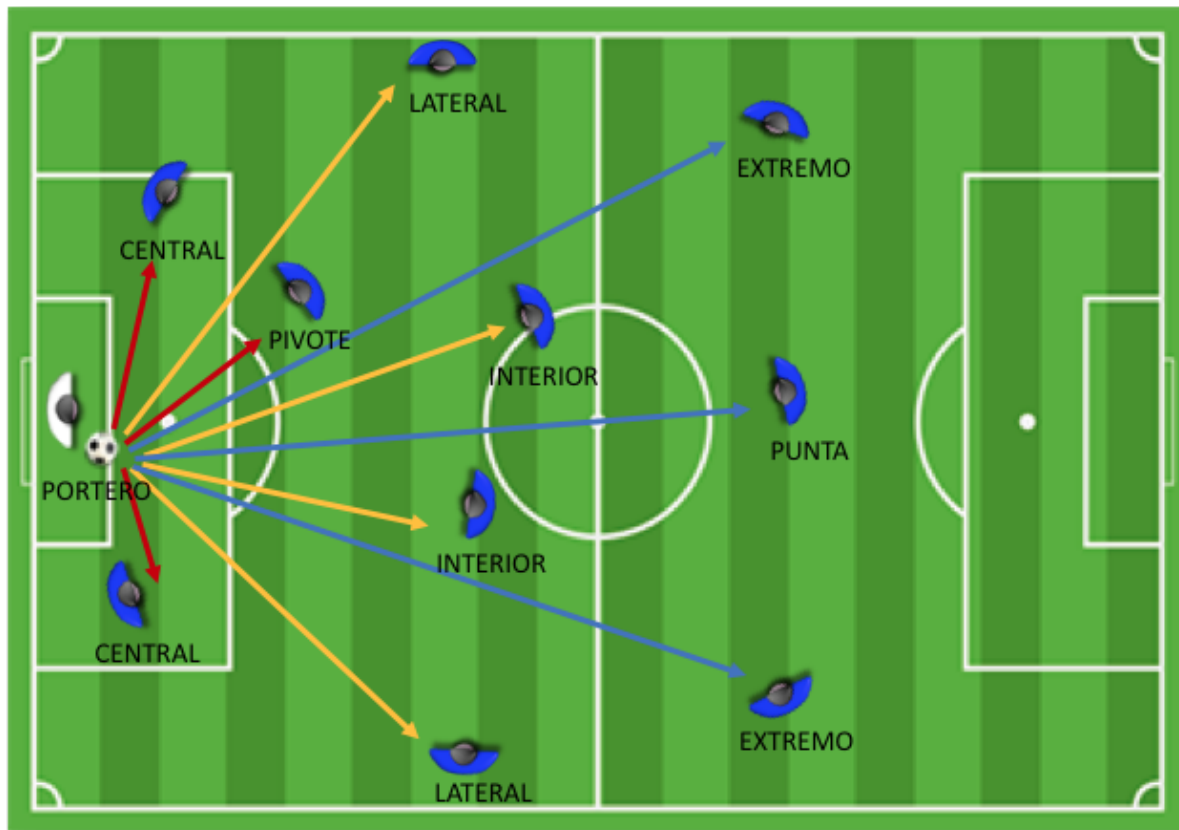 LATERAL
EXTREMO
CENTRAL
PIVOTE
INTERIOR
PUNTA
PORTERO
INTERIOR
CENTRAL
EXTREMO
LATERAL